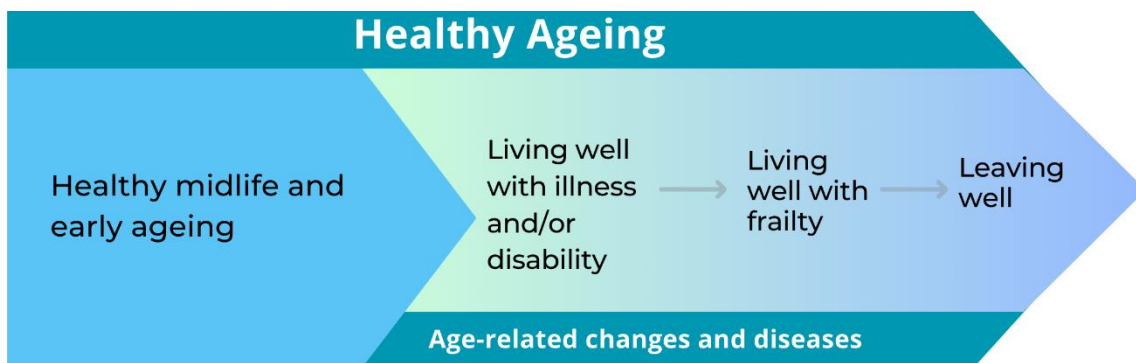 Healthy Ageing
Healthy midlife and
early ageing
Living well
with illness
and/or
disability
Living
well with
frailty
Leaving
well
Age-related changes and diseases